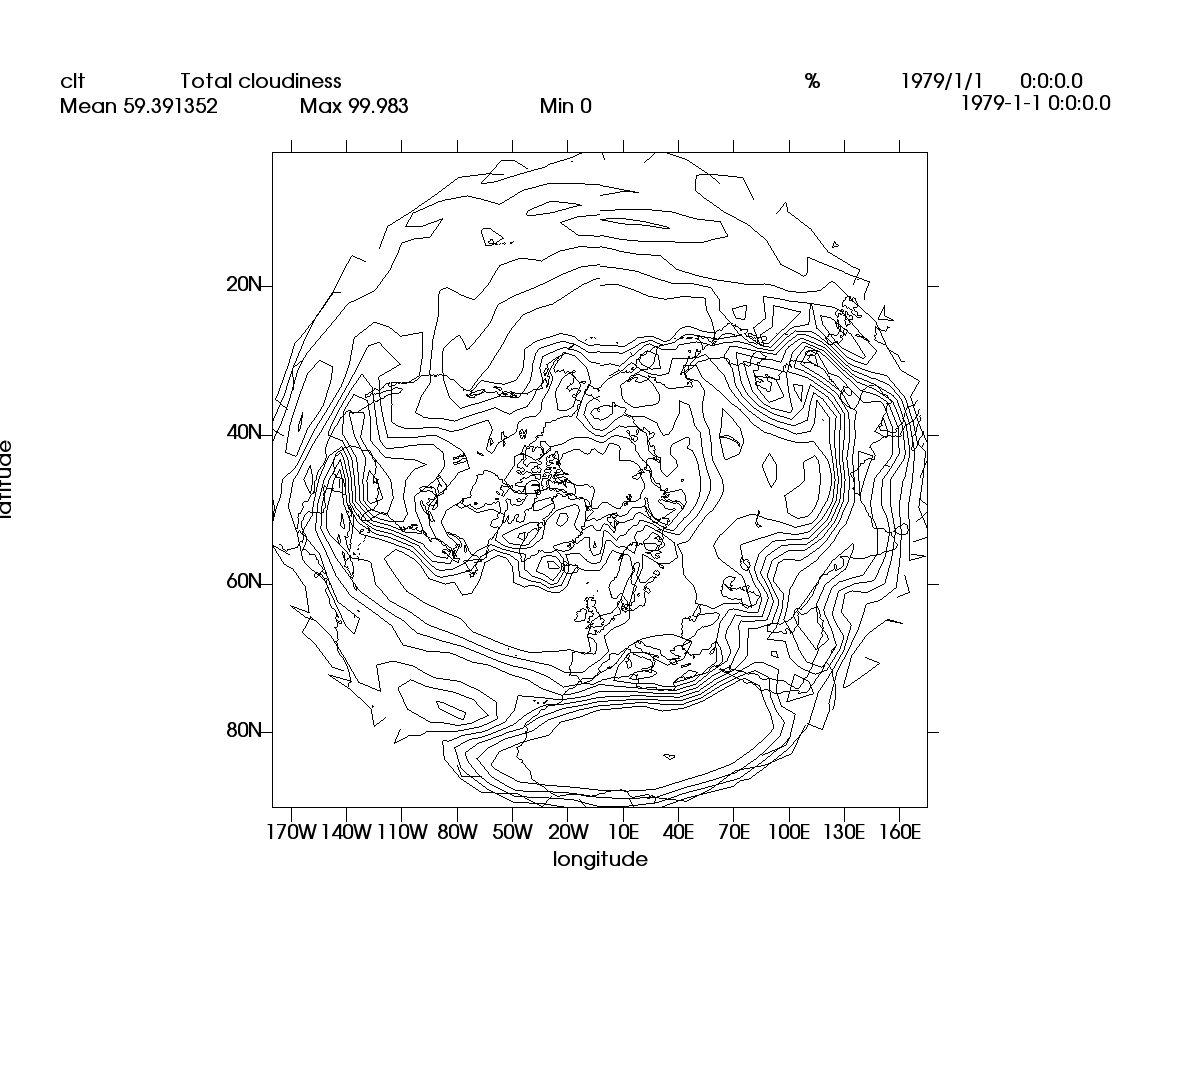 clt Total cloudiness % 1979/1/1 0:0:0.0
Mean 59.391352 Max 99.983 Min 0 1979-1-1 0:0:0.0
20N
40N
latitude
60N
80N
170W 140W 110W 80W 50W 20W 10E 40E 70E 100E 130E 160E
longitude